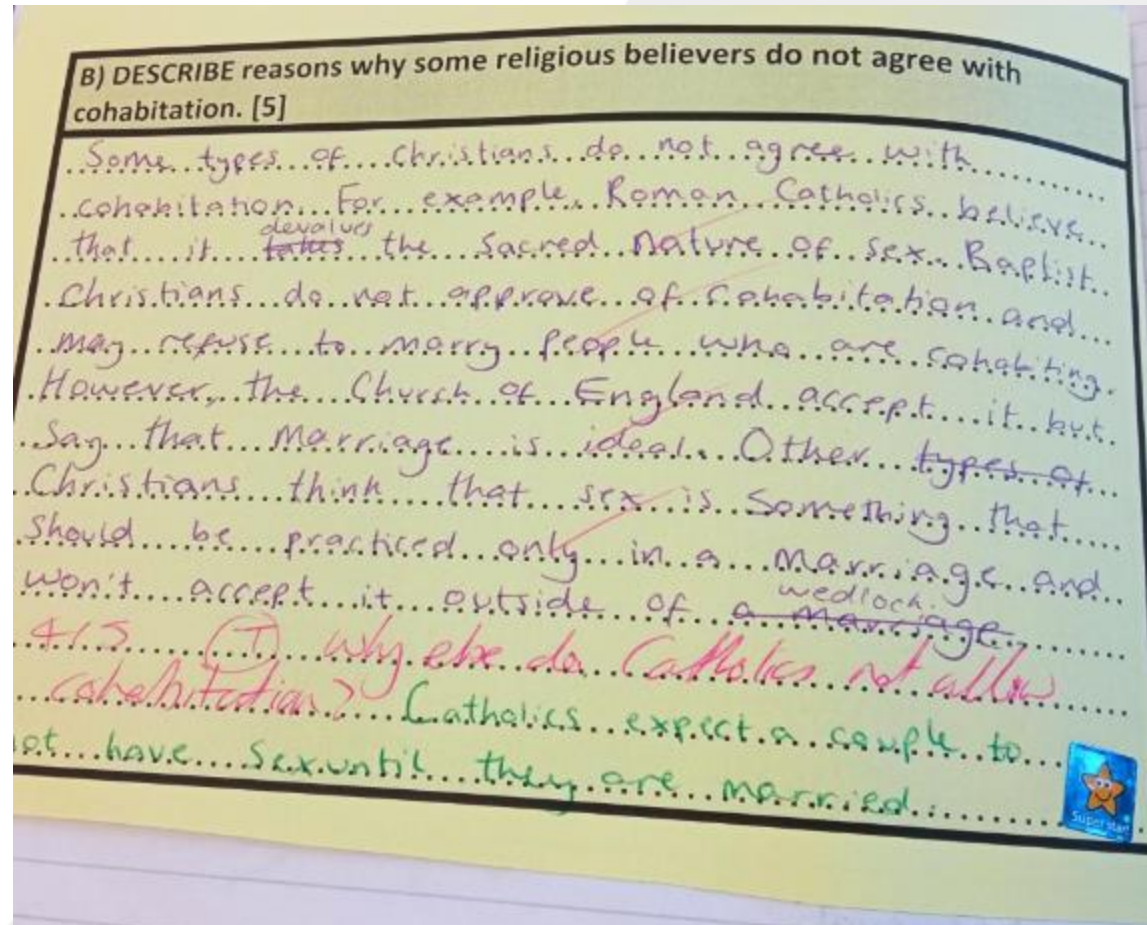 B) DESCRIBE reasons why some religious believers do not agree with
cohabitation. [5]
Some types of Christians do not agree with
cohabitation. For example, Roman Catholics believe
that it takes devalues the sacred nature of sex. Baptist
Christians do not approve of cohabitation and
may refuse to marry people who are cohabiting.
However, the Church of England accept it but
say that marriage is ideal. Other types of
Christians think that sex is something that
should be practiced only in a marriage and
won't accept it outside of a marriage. wedlock.
4/5 (T) why else do Catholics not allow
cohabitation? Catholics expect a couple to
ot have sex until they are married.
Superstar